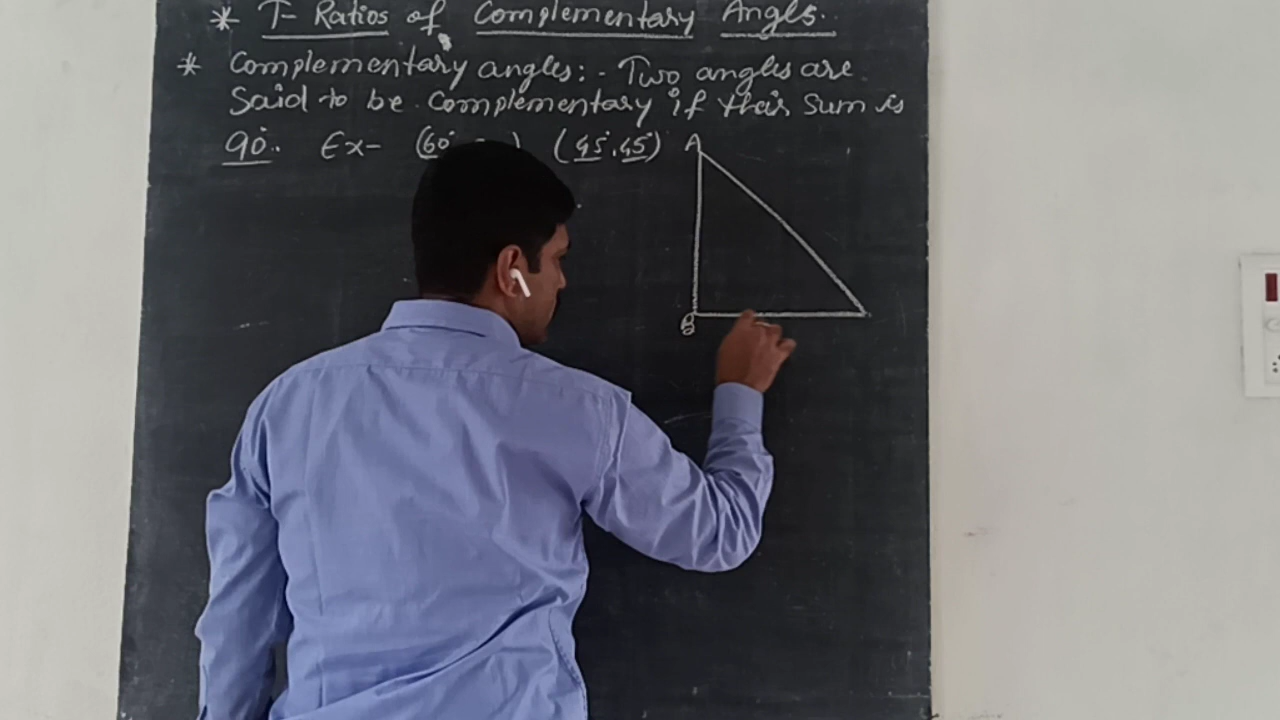 * T- Ratios of Complementary Angles.
* Complementary angles:- Two angles are
Said to be complementary if their sum is
90°. Ex- (60° ) (45°, 45°) A
B